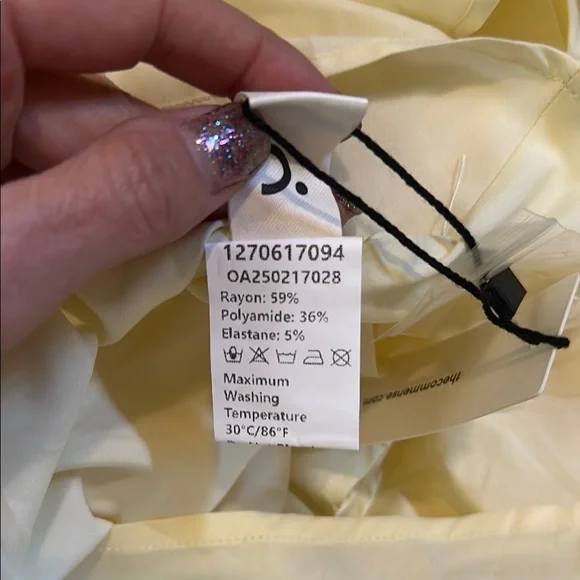 1270617094
OA250217028
Rayon: 59%
Polyamide: 36%
Elastane: 5%
Maximum
Washing
Temperature
30°C/86°F
thecommense.com